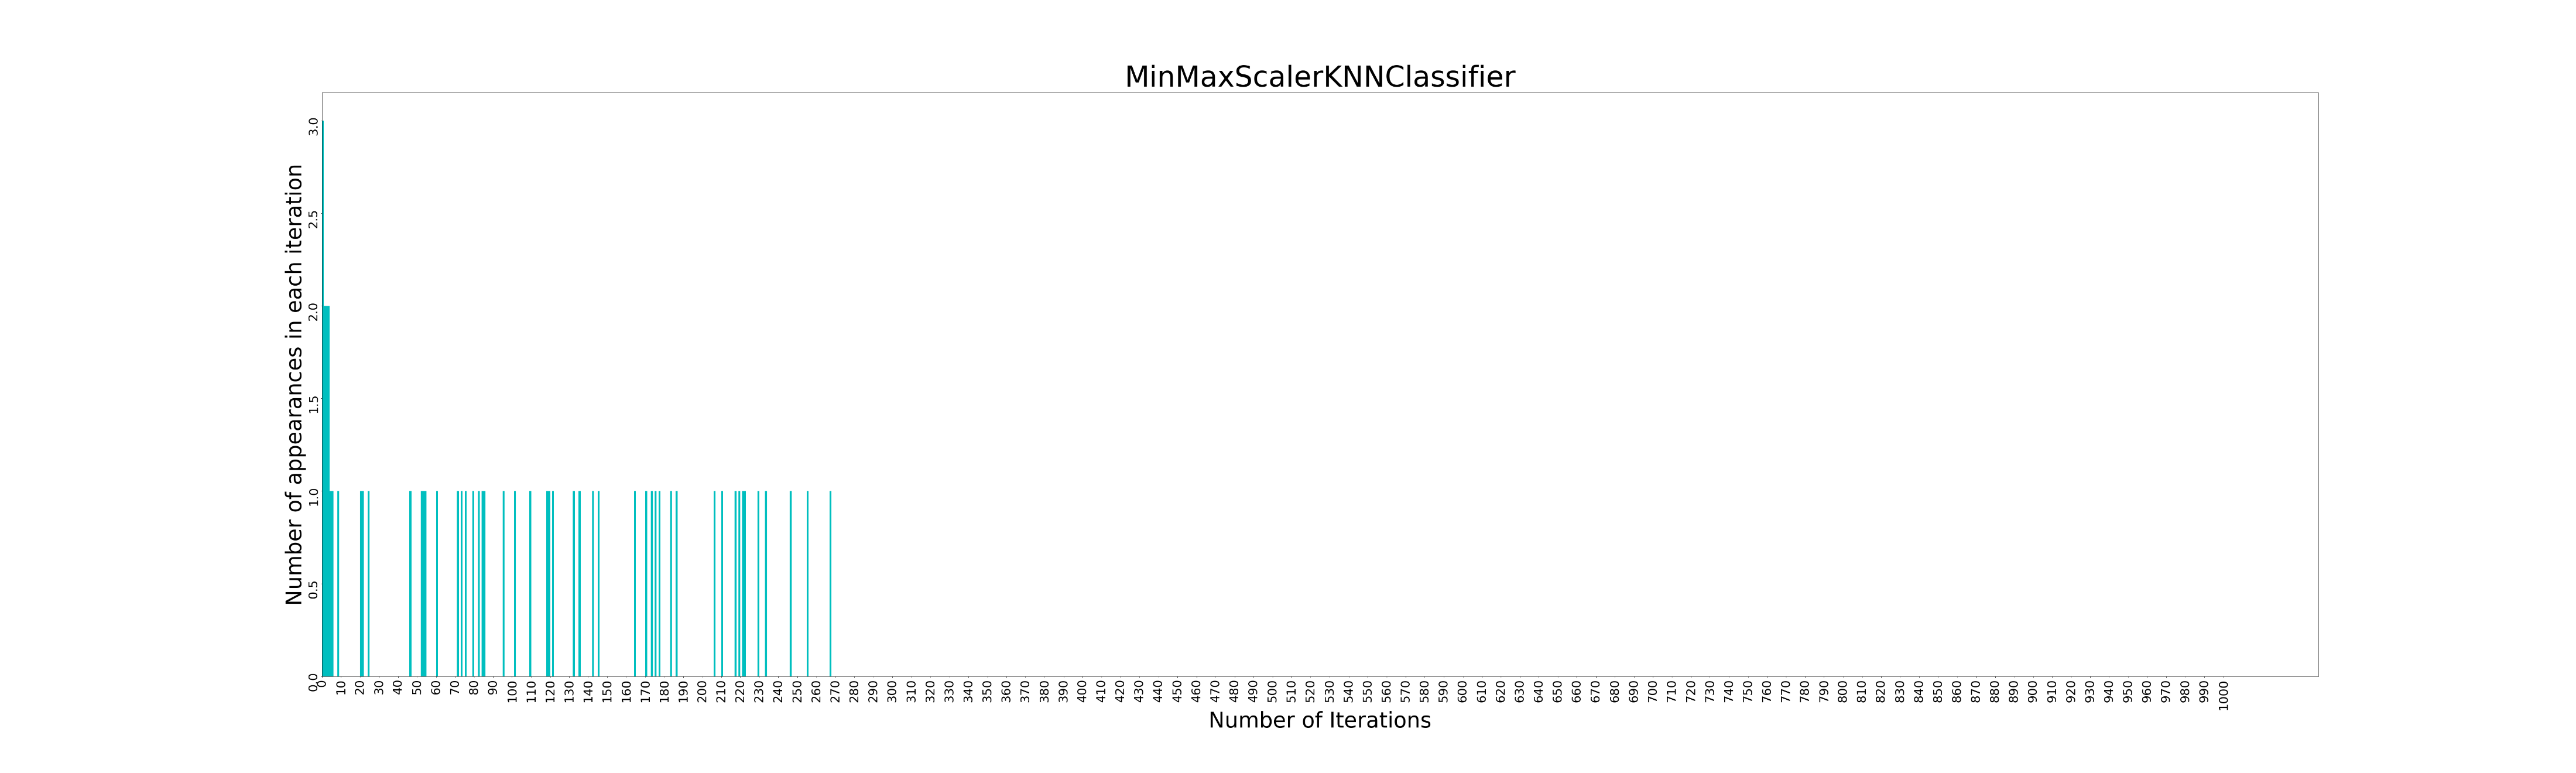 MinMaxScalerKNNClassifier
Number of appearances in each iteration
3.0
2.5
2.0
1.5
1.0
0.5
0.0
0 10 20 30 40 50 60 70 80 90 100 110 120 130 140 150 160 170 180 190 200 210 220 230 240 250 260 270 280 290 300 310 320 330 340 350 360 370 380 390 400 410 420 430 440 450 460 470 480 490 500 510 520 530 540 550 560 570 580 590 600 610 620 630 640 650 660 670 680 690 700 710 720 730 740 750 760 770 780 790 800 810 820 830 840 850 860 870 880 890 900 910 920 930 940 950 960 970 980 990 1000
Number of Iterations